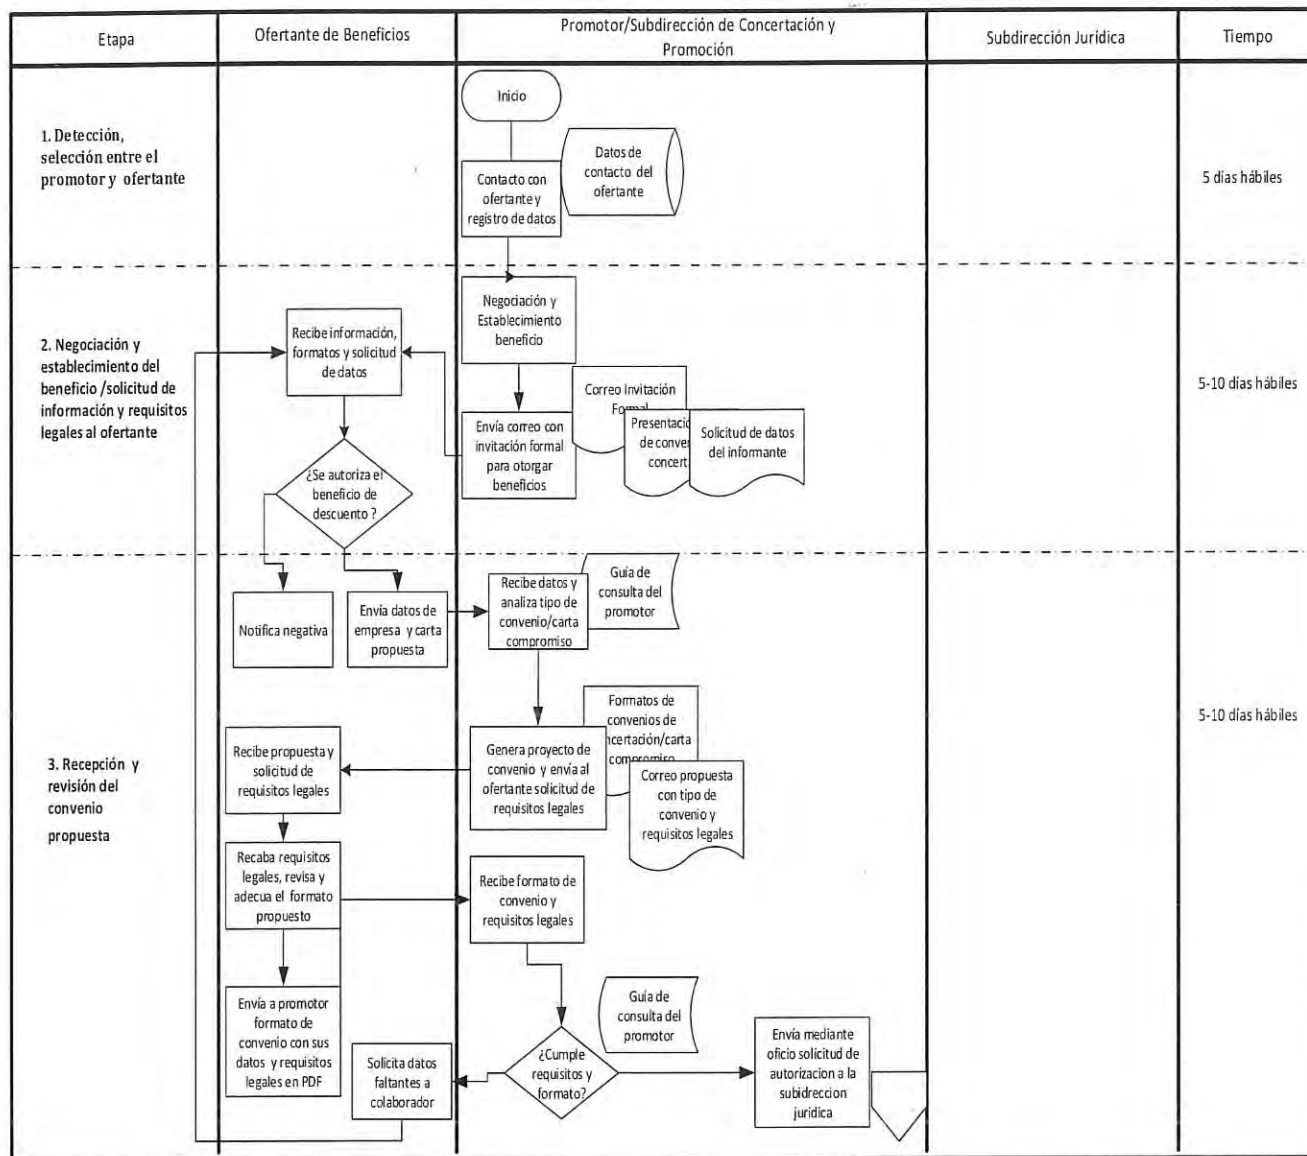 Etapa
Ofertante de Beneficios
Promotor/Subdirección de Concertación y
Promoción
Subdirección Jurídica
Tiempo
Inicio
1. Detección,
selección entre el
promotor y ofertante
Contacto con
ofertante y
registro de datos
Datos de
contacto del
ofertante
5 días hábiles
2. Negociación y
establecimiento del
beneficio /solicitud de
información y requisitos
legales al ofertante
Recibe información,
formatos y solicitud
de datos
Negociación y
Establecimiento
beneficio
Envía correo con
invitación formal
para otorgar
beneficios
Correo Invitación
Formal
Presentació
de conve
concert
Solicitud de datos
del informante
5-10 días hábiles
¿Se autoriza el
beneficio de
descuento ?
Notifica negativa
Envía datos de
empresa y carta
propuesta
Recibe datos y
analiza tipo de
convenio/carta
compromiso
Guía de
consulta del
promotor
3. Recepción y
revisión del
convenio
propuesta
Recibe propuesta y
solicitud de
requisitos legales
Genera proyecto de
convenio y envía al
ofertante solicitud de
requisitos legales
Formatos de
convenios de
ncertación/carta
compromiso
Correo propuesta
con tipo de
convenio y
requisitos legales
5-10 días hábiles
Recaba requisitos
legales, revisa y
adecua el formato
propuesto
Recibe formato de
convenio y
requisitos legales
Envía a promotor
formato de
convenio con sus
datos y requisitos
legales en PDF
Solicita datos
faltantes a
colaborador
¿Cumple
requisitos y
formato?
Guía de
consulta del
promotor
Envía mediante
oficio solicitud de
autorizacion a la
subidreccion
juridica